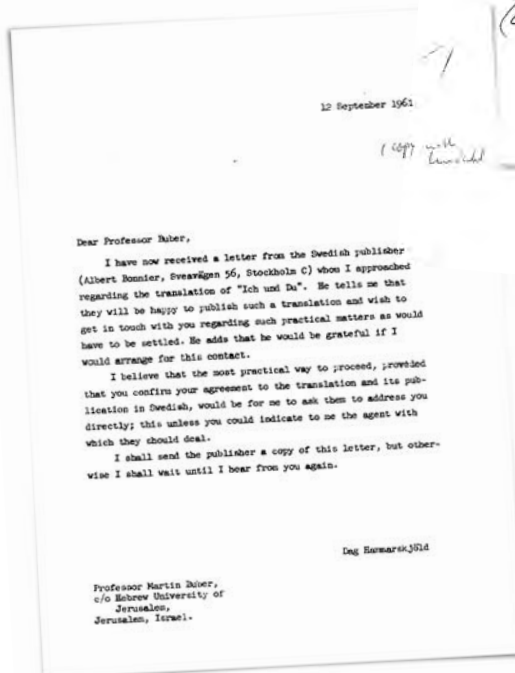 12 September 1961
1 copy with
Dear Professor Buber,
I have now received a letter from the Swedish publisher
(Albert Bonnier, Sveavägen 56, Stockholm C) whom I approached
regarding the translation of "Ich und Du". He tells me that
they will be happy to publish such a translation and wish to
get in touch with you regarding such practical matters as would
have to be settled. He adds that he would be grateful if I
would arrange for this contact.
I believe that the most practical way to proceed, provided
that you confirm your agreement to the translation and its pub-
lication in Swedish, would be for me to ask them to address you
directly; this unless you could indicate to me the agent with
which they should deal.
I shall send the publisher a copy of this letter, but other-
wise I shall wait until I hear from you again.
Dag Hammarskjöld
Professor Martin Buber,
c/o Hebrew University of
Jerusalem,
Jerusalem, Israel.